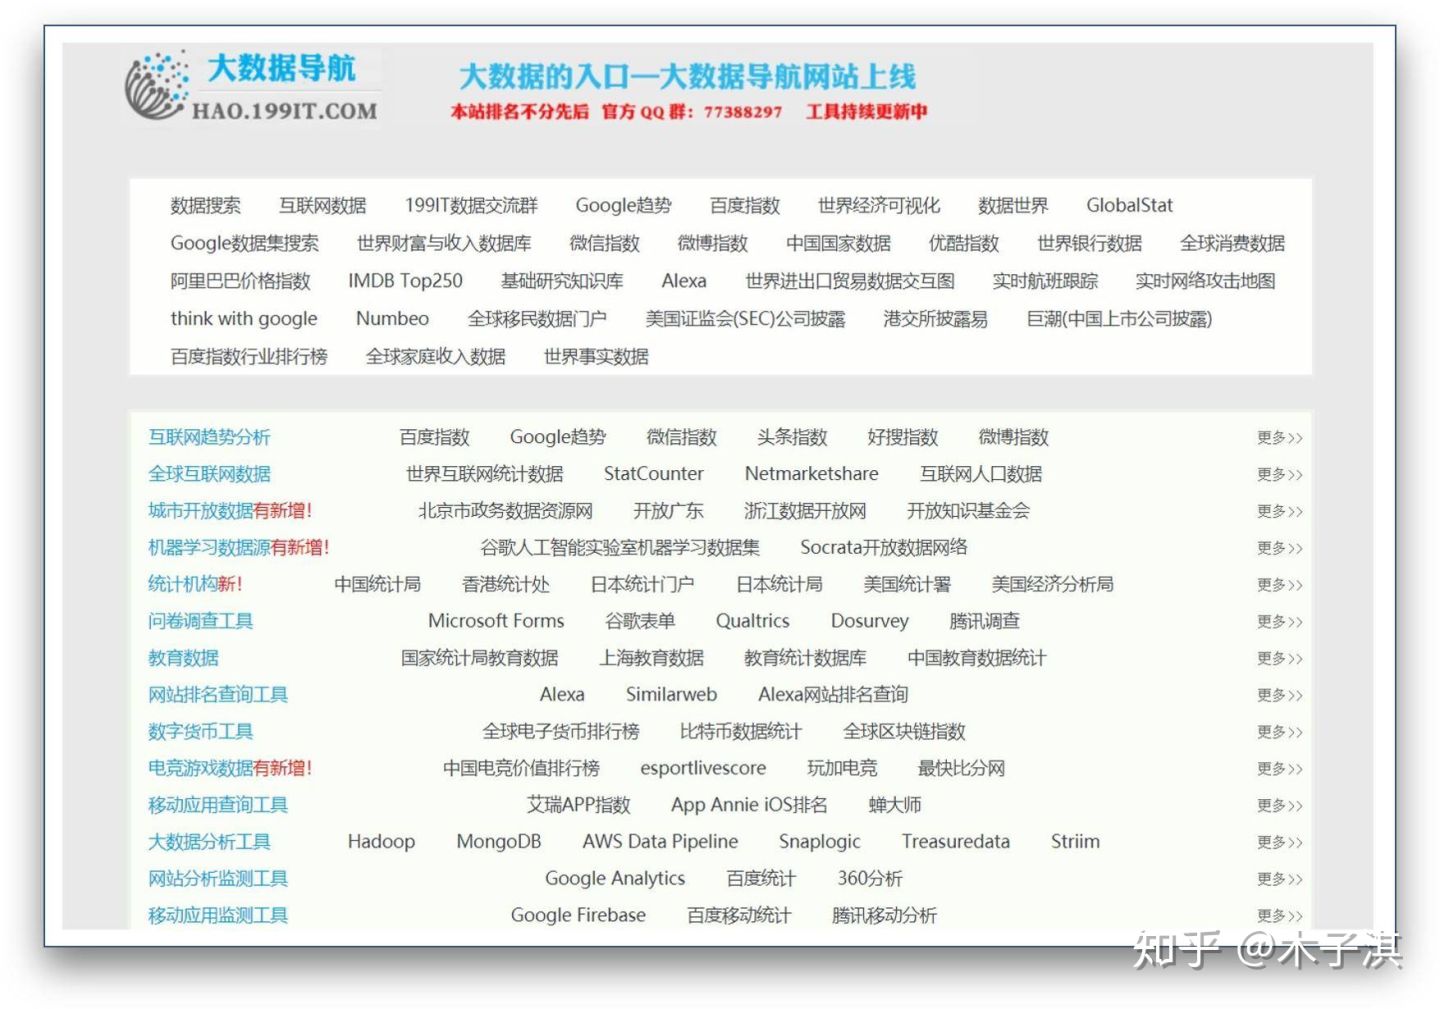 大数据导航
HAO.199IT.COM
大数据的入口—大数据导航网站上线
本站排名不分先后 官方 QQ 群：77388297 工具持续更新中
数据搜索 互联网数据 199IT数据交流群 Google趋势 百度指数 世界经济可视化 数据世界 GlobalStat
Google数据集搜索 世界财富与收入数据库 微信指数 微博指数 中国国家数据 优酷指数 世界银行数据 全球消费数据
阿里巴巴价格指数 IMDB Top250 基础研究知识库 Alexa 世界进出口贸易数据交互图 实时航班跟踪 实时网络攻击地图
think with google Numbeo 全球移民数据门户 美国证监会(SEC)公司披露 港交所披露易 巨潮(中国上市公司披露)
百度指数行业排行榜 全球家庭收入数据 世界事实数据
互联网趋势分析 百度指数 Google趋势 微信指数 头条指数 好搜指数 微博指数 更多>>
全球互联网数据 世界互联网统计数据 StatCounter Netmarketshare 互联网人口数据 更多>>
城市开放数据有新增！ 北京市政务数据资源网 开放广东 浙江数据开放网 开放知识基金会 更多>>
机器学习数据源有新增！ 谷歌人工智能实验室机器学习数据集 Socrata开放数据网络 更多>>
统计机构新！ 中国统计局 香港统计处 日本统计门户 日本统计局 美国统计署 美国经济分析局 更多>>
问卷调查工具 Microsoft Forms 谷歌表单 Qualtrics Dosurvey 腾讯调查 更多>>
教育数据 国家统计局教育数据 上海教育数据 教育统计数据库 中国教育数据统计 更多>>
网站排名查询工具 Alexa Similarweb Alexa网站排名查询 更多>>
数字货币工具 全球电子货币排行榜 比特币数据统计 全球区块链指数 更多>>
电竞游戏数据有新增！ 中国电竞价值排行榜 esportlivescore 玩加电竞 最快比分网 更多>>
移动应用查询工具 艾瑞APP指数 App Annie iOS排名 蝉大师 更多>>
大数据分析工具 Hadoop MongoDB AWS Data Pipeline Snaplogic Treasuredata Striim 更多>>
网站分析监测工具 Google Analytics 百度统计 360分析 更多>>
移动应用监测工具 Google Firebase 百度移动统计 腾讯移动分析 更多>>
知乎 @木子淇